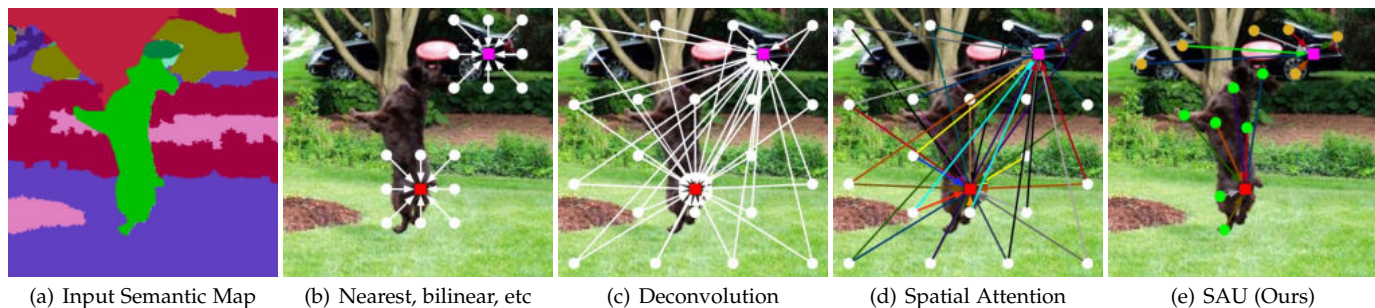 (a) Input Semantic Map
(b) Nearest, bilinear, etc
(c) Deconvolution
(d) Spatial Attention
(e) SAU (Ours)